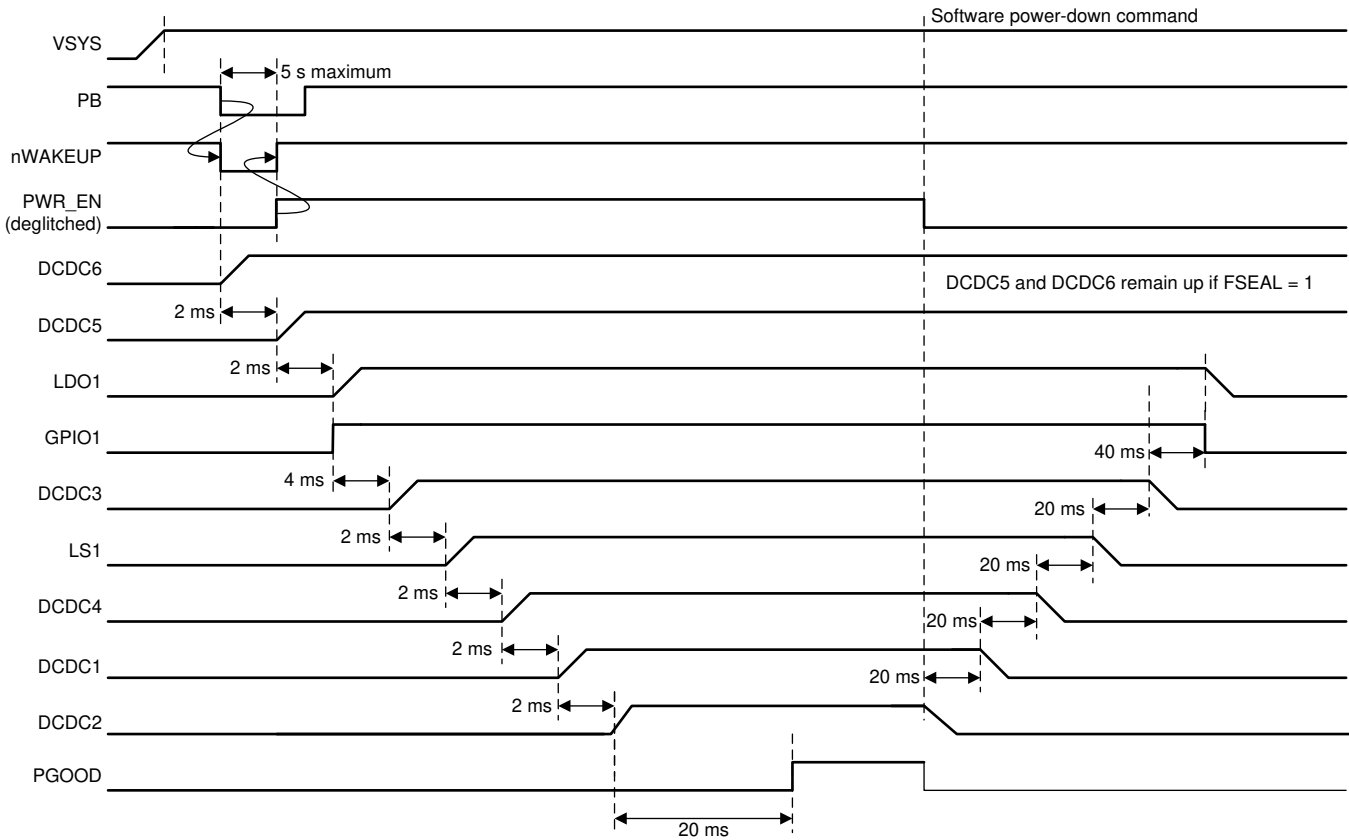 Software power-down command
VSYS
5 s maximum
PB
nWAKEUP
PWR_EN
(deglitched)
DCDC6
DCDC5 and DCDC6 remain up if FSEAL = 1
2 ms
DCDC5
2 ms
LDO1
GPIO1
40 ms
4 ms
DCDC3
20 ms
2 ms
LS1
20 ms
2 ms
DCDC4
20 ms
2 ms
DCDC1
20 ms
2 ms
DCDC2
PGOOD
20 ms